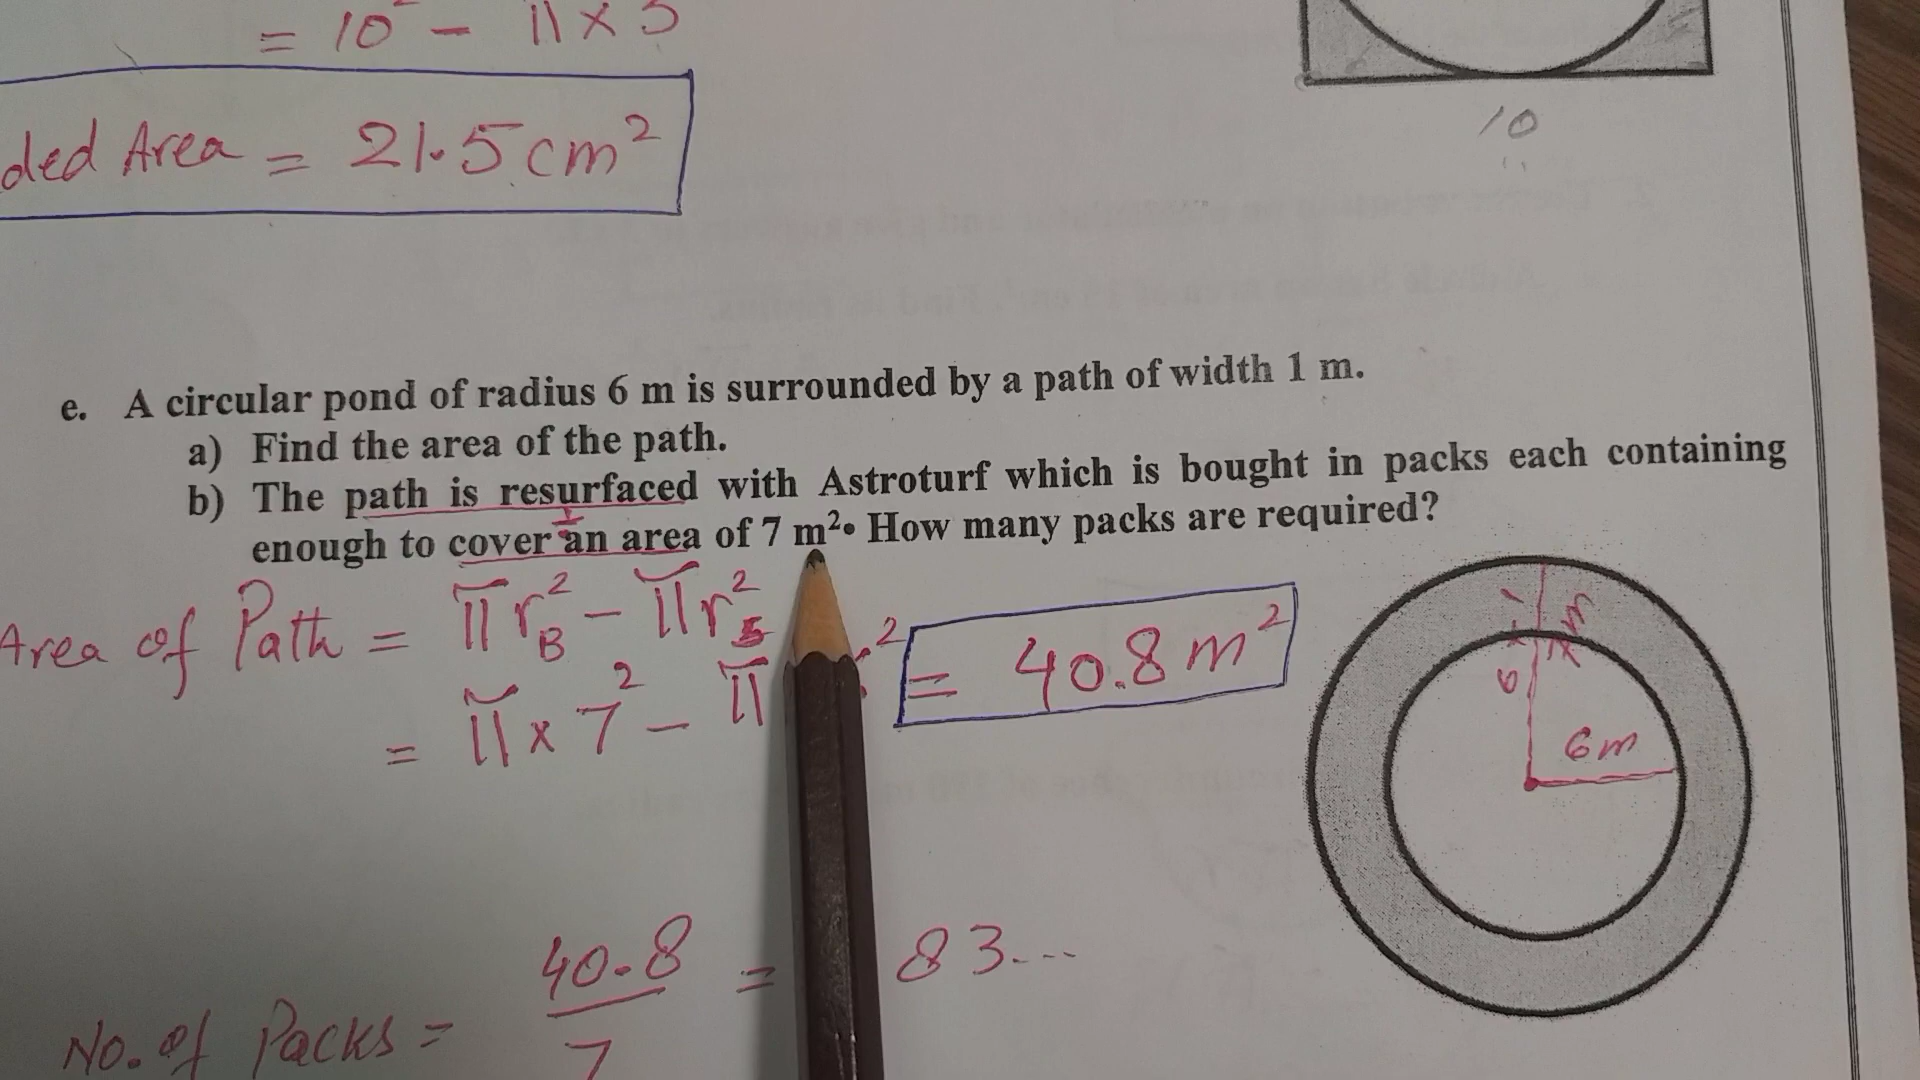 = 10² - π × 5
ded Area = 21.5 cm²
10
e. A circular pond of radius 6 m is surrounded by a path of width 1 m.
a) Find the area of the path.
b) The path is resurfaced with Astroturf which is bought in packs each containing
enough to cover an area of 7 m². How many packs are required?
Area of Path = πr²B - πr²S
= π × 7² - π ² = 40.8 m²
6
6m
No. of Packs = 40.8/7 = 83...